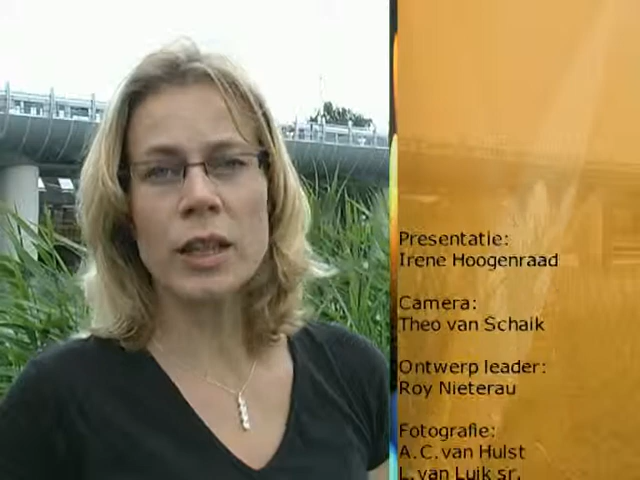 Presentatie:
Irene Hoogenraad
Camera:
Theo van Schaik
Ontwerp leader:
Roy Nieterau
Fotografie:
A.C.van Hulst
L.van Luik sr.